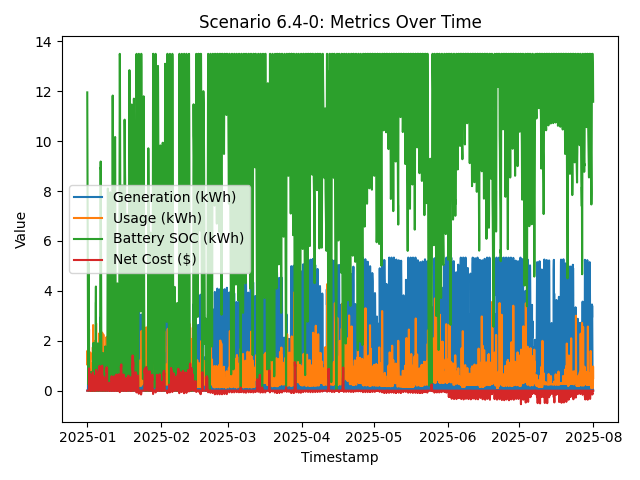 Scenario 6.4-0: Metrics Over Time
Value
14
12
10
8
6
4
2
0
Generation (kWh)
Usage (kWh)
Battery SOC (kWh)
Net Cost ($)
2025-01 2025-02 2025-03 2025-04 2025-05 2025-06 2025-07 2025-08
Timestamp